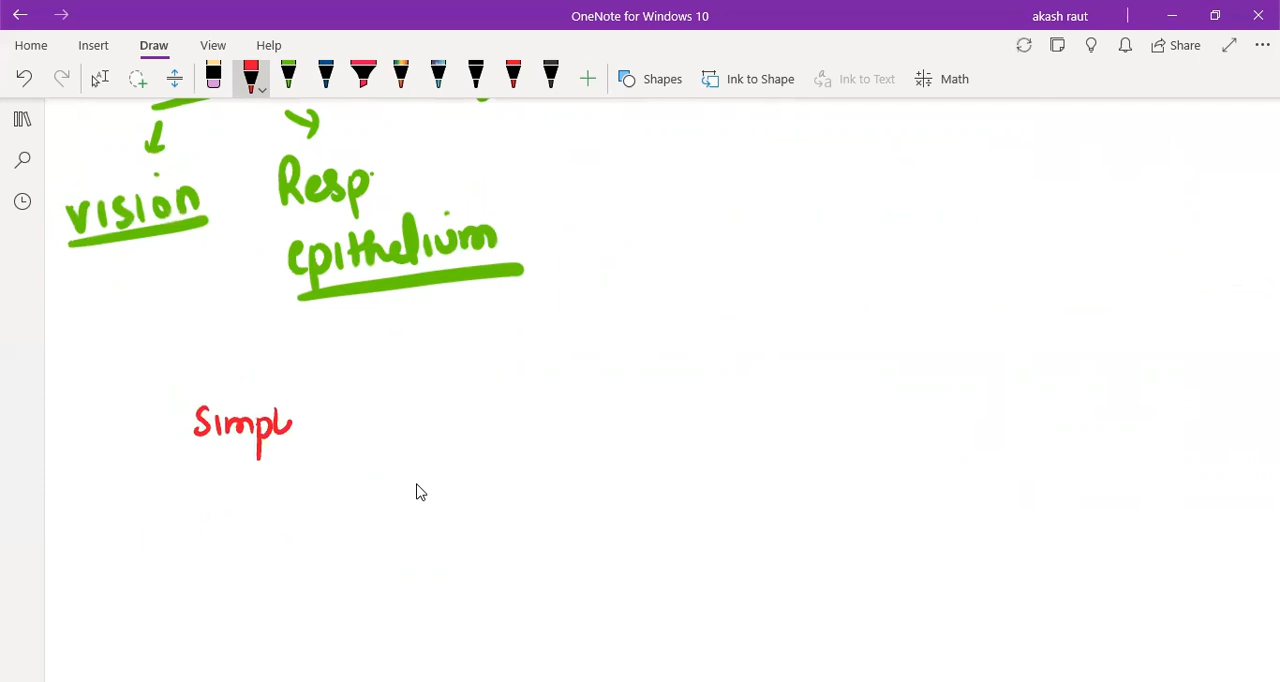 OneNote for Windows 10
akash raut
Home Insert Draw View Help
Share
Shapes Ink to Shape Ink to Text Math
vision
Resp.
epithelium
Simpl